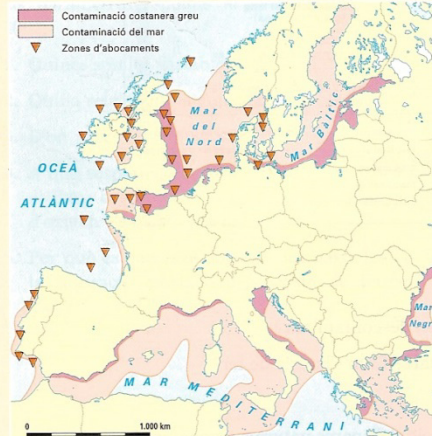 Contaminació costanera greu
Contaminació del mar
Zones d'abocaments
Mar
del
Nord
Mar Bàltic
OCEÀ
ATLÀNTIC
Mar
Negre
MAR MEDITERRANI
0 1.000 km